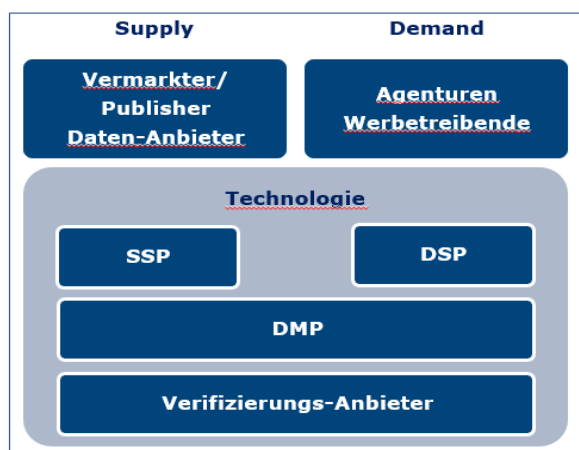 Supply
Demand
Vermarkter/
Publisher
Daten-Anbieter
Agenturen
Werbetreibende
Technologie
SSP
DSP
DMP
Verifizierungs-Anbieter